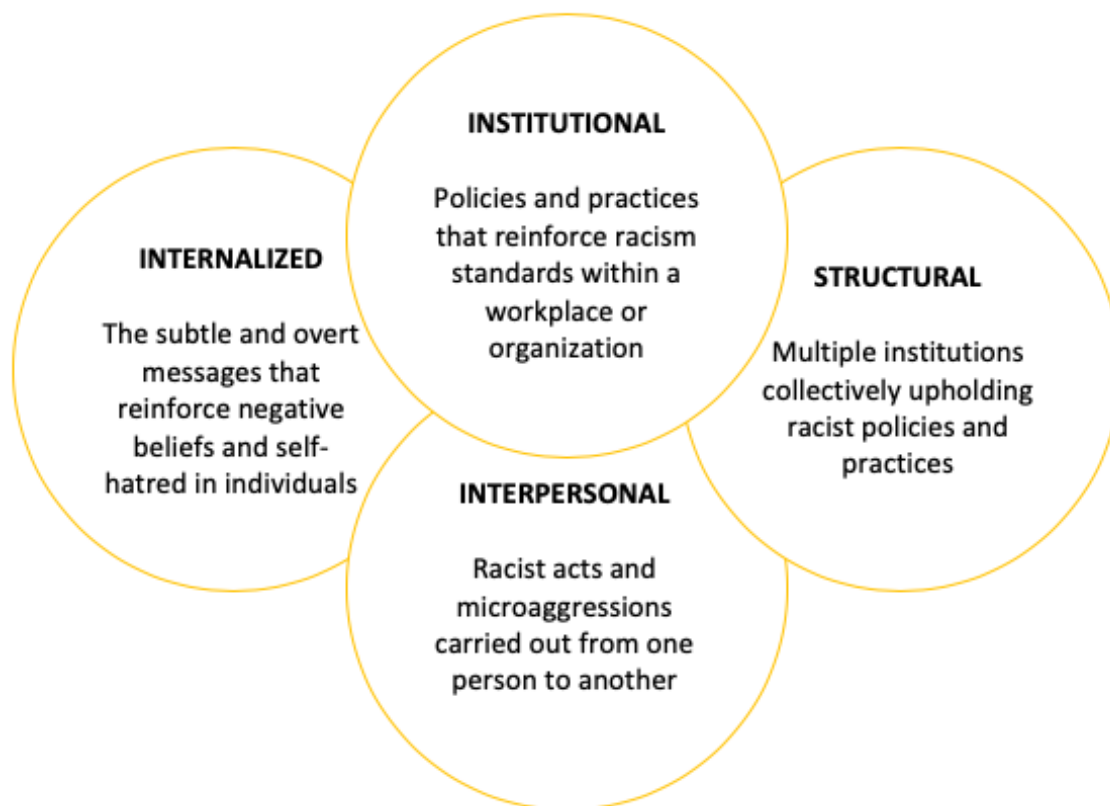 INSTITUTIONAL
Policies and practices
that reinforce racism
standards within a
workplace or
organization
INTERNALIZED
The subtle and overt
messages that
reinforce negative
beliefs and self-
hatred in individuals
STRUCTURAL
Multiple institutions
collectively upholding
racist policies and
practices
INTERPERSONAL
Racist acts and
microaggressions
carried out from one
person to another